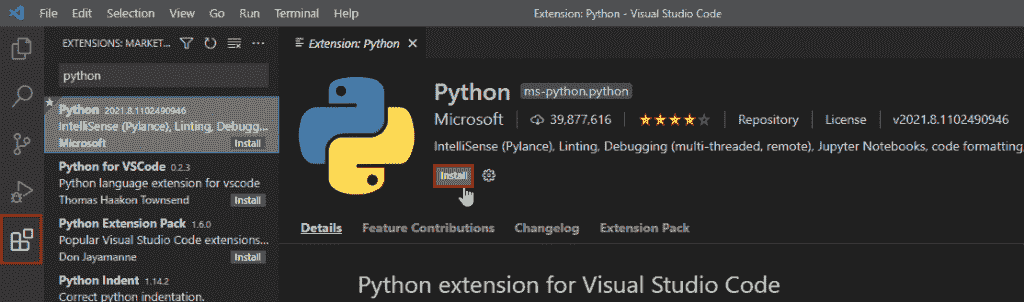 File Edit Selection View Go Run Terminal Help Extension: Python - Visual Studio Code
EXTENSIONS: MARKET...
python
Python 2021.8.1102490946
IntelliSense (Pylance), Linting, Debugg...
Microsoft Install
Python for VSCode 0.2.3
Python language extension for vscode
Thomas Haakon Townsend Install
Python Extension Pack 1.6.0
Popular Visual Studio Code extensions...
Don Jayamanne Install
Python Indent 1.14.2
Correct python indentation.
Extension: Python
Python ms-python.python
Microsoft 39,877,616 Repository License v2021.8.1102490946
IntelliSense (Pylance), Linting, Debugging (multi-threaded, remote), Jupyter Notebooks, code formatting,
Install
Details Feature Contributions Changelog Extension Pack
Python extension for Visual Studio Code